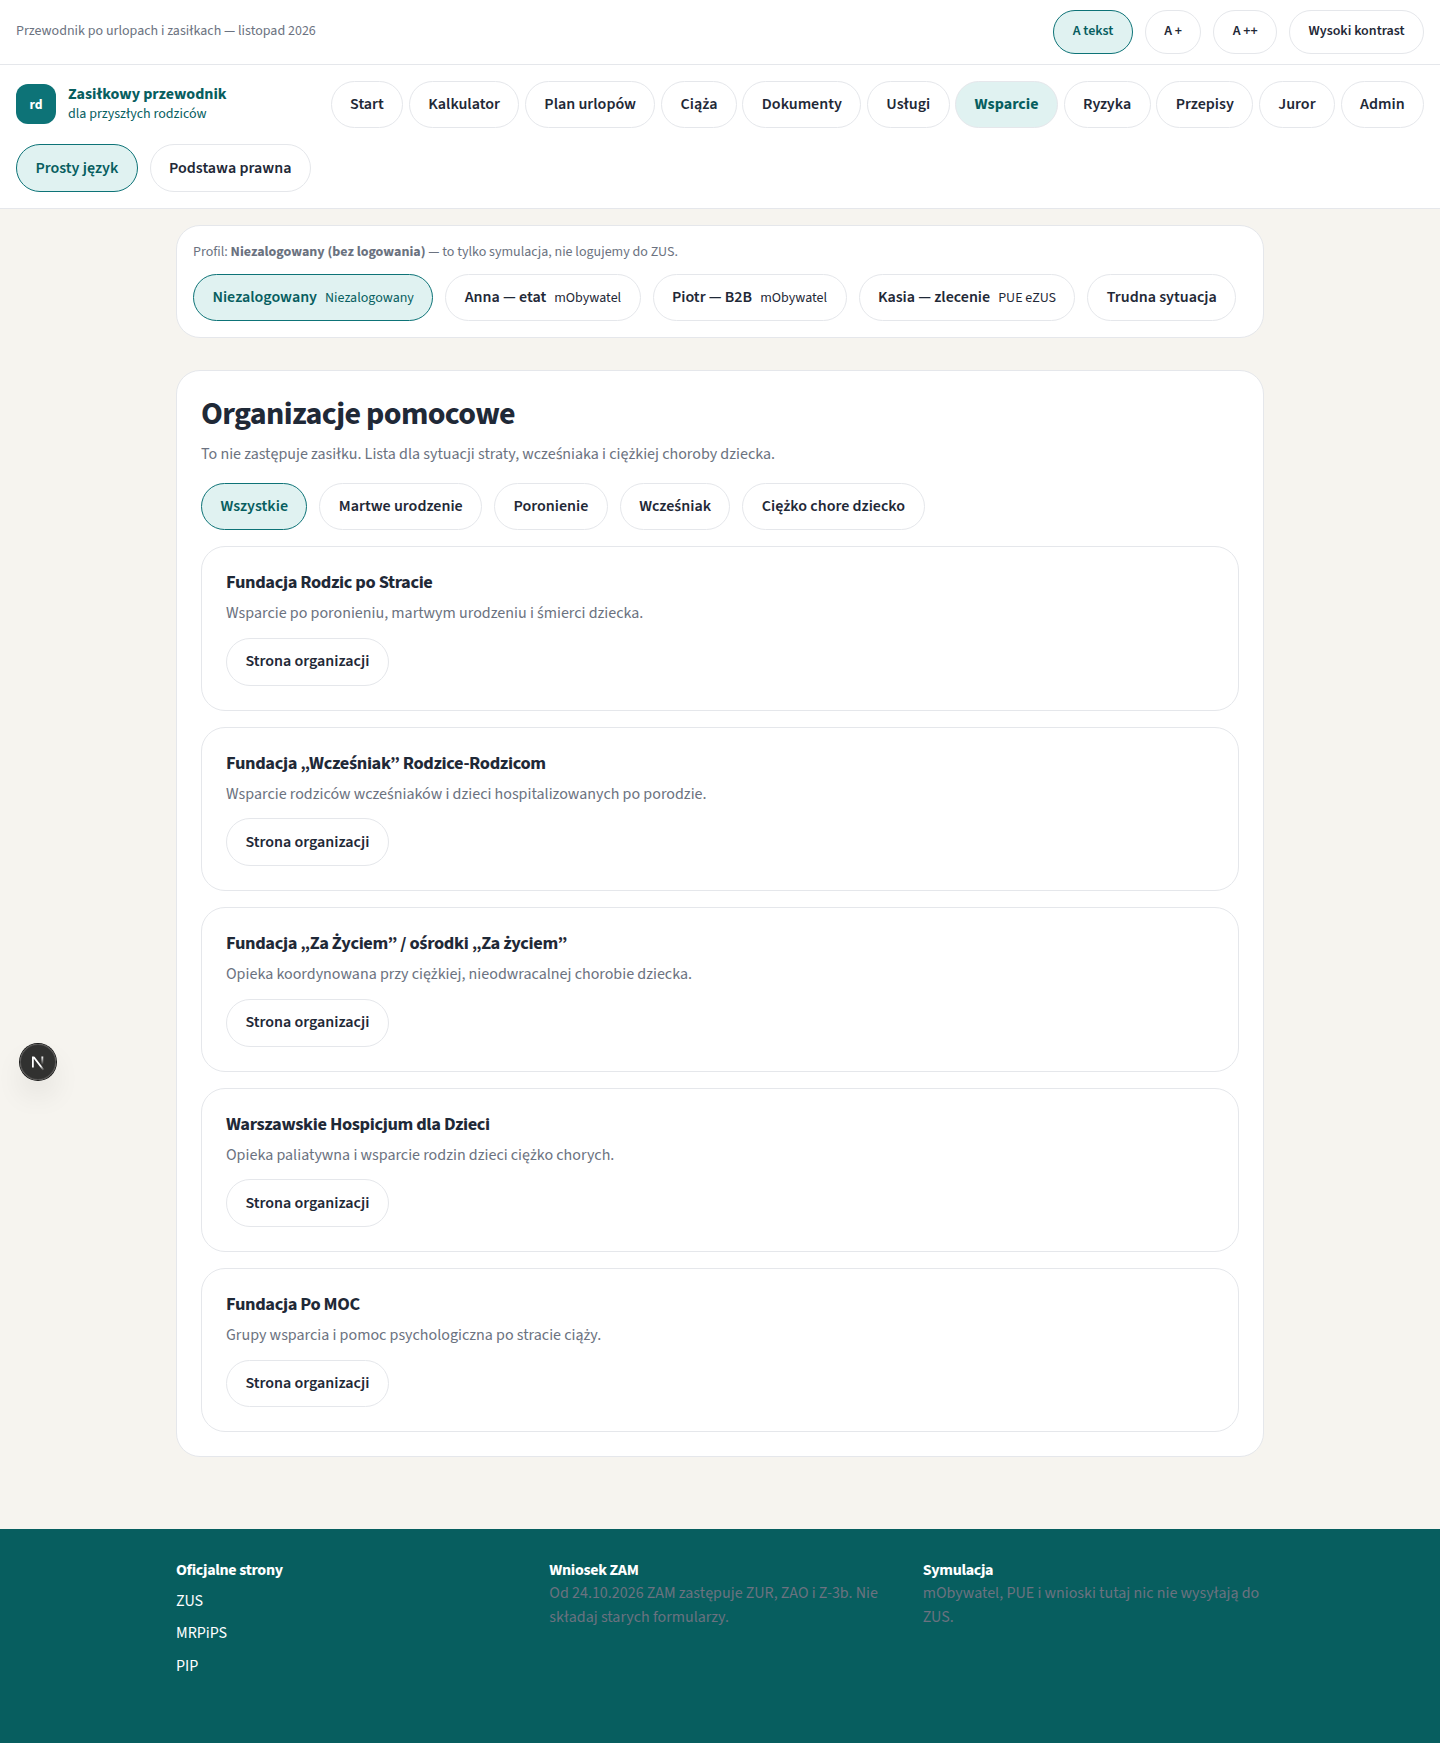 Przewodnik po urlopach i zasiłkach — listopad 2026
A tekst
A +
A ++
Wysoki kontrast
rd
Zasiłkowy przewodnik
dla przyszłych rodziców
Start
Kalkulator
Plan urlopów
Ciąża
Dokumenty
Usługi
Wsparcie
Ryzyka
Przepisy
Juror
Admin
Prosty język
Podstawa prawna
Profil: Niezalogowany (bez logowania) — to tylko symulacja, nie logujemy do ZUS.
Niezalogowany Niezalogowany
Anna — etat mObywatel
Piotr — B2B mObywatel
Kasia — zlecenie PUE eZUS
Trudna sytuacja
Organizacje pomocowe
To nie zastępuje zasiłku. Lista dla sytuacji straty, wcześniaka i ciężkiej choroby dziecka.
Wszystkie
Martwe urodzenie
Poronienie
Wcześniak
Ciężko chore dziecko
Fundacja Rodzic po Stracie
Wsparcie po poronieniu, martwym urodzeniu i śmierci dziecka.
Strona organizacji
Fundacja „Wcześniak” Rodzice-Rodzicom
Wsparcie rodziców wcześniaków i dzieci hospitalizowanych po porodzie.
Strona organizacji
Fundacja „Za Życiem” / ośrodki „Za życiem”
Opieka koordynowana przy ciężkiej, nieodwracalnej chorobie dziecka.
Strona organizacji
Warszawskie Hospicjum dla Dzieci
Opieka paliatywna i wsparcie rodzin dzieci ciężko chorych.
Strona organizacji
Fundacja Po MOC
Grupy wsparcia i pomoc psychologiczna po stracie ciąży.
Strona organizacji
N
Oficjalne strony
ZUS
MRPiPS
PIP
Wniosek ZAM
Od 24.10.2026 ZAM zastępuje ZUR, ZAO i Z-3b. Nie
składaj starych formularzy.
Symulacja
mObywatel, PUE i wnioski tutaj nic nie wysyłają do
ZUS.